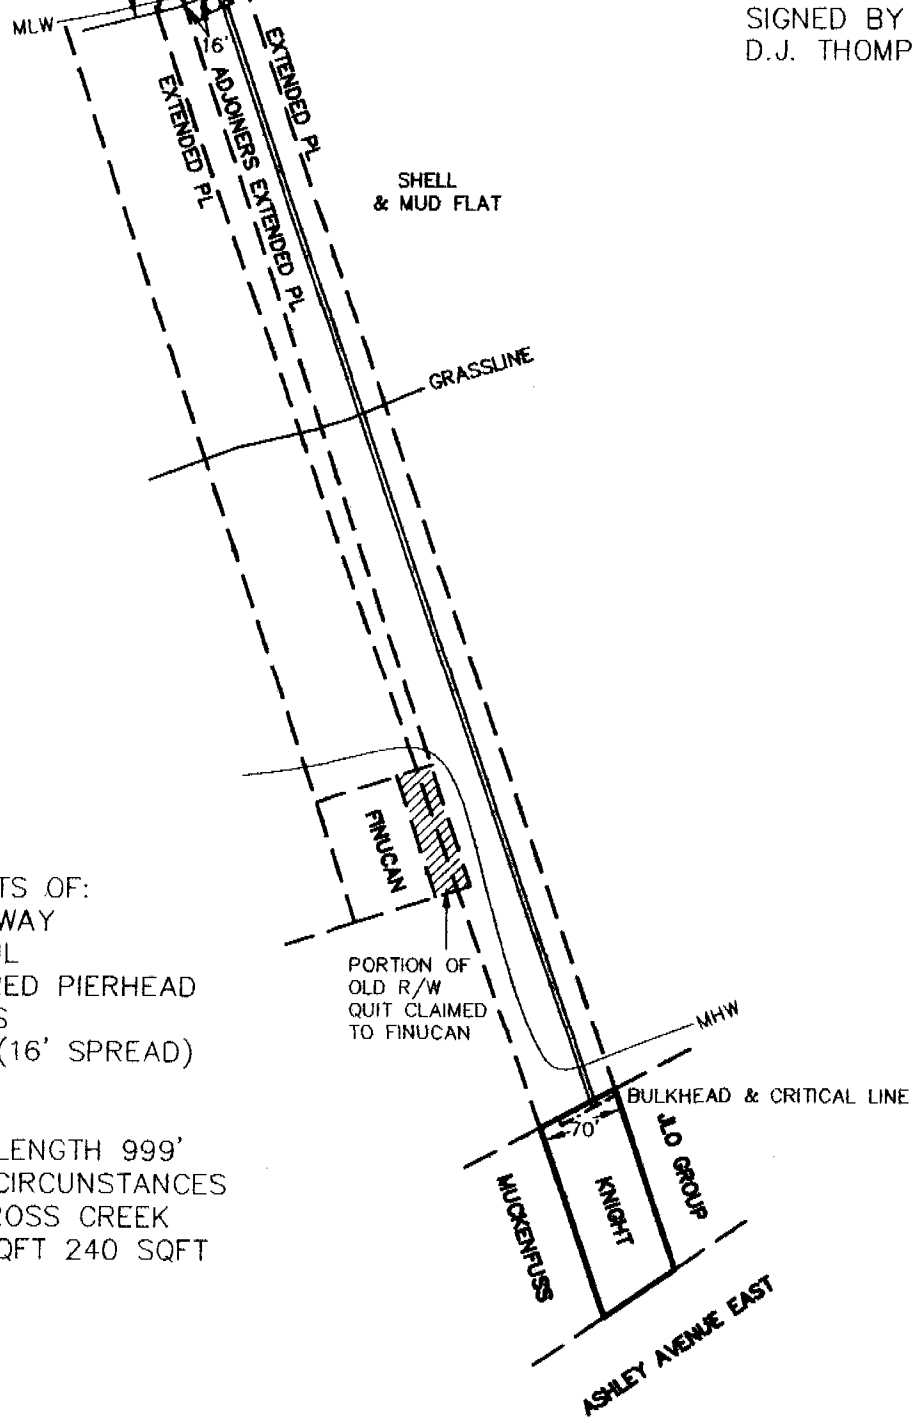 SIGNED BY
D.J. THOMP
MLW
16'
EXTENDED PL
ADJOINERS EXTENDED PL
EXTENDED PL
SHELL
& MUD FLAT
GRASSLINE
FINUCAN
PORTION OF
OLD R/W
QUIT CLAIMED
TO FINUCAN
TS OF:
WAY
RED PIERHEAD
S
(16' SPREAD)
LENGTH 999'
CIRCUNSTANCES
ROSS CREEK
QFT 240 SQFT
MHW
BULKHEAD & CRITICAL LINE
70'
MUCKENFUSS
KNIGHT
JLO GROUP
ASHLEY AVENUE EAST